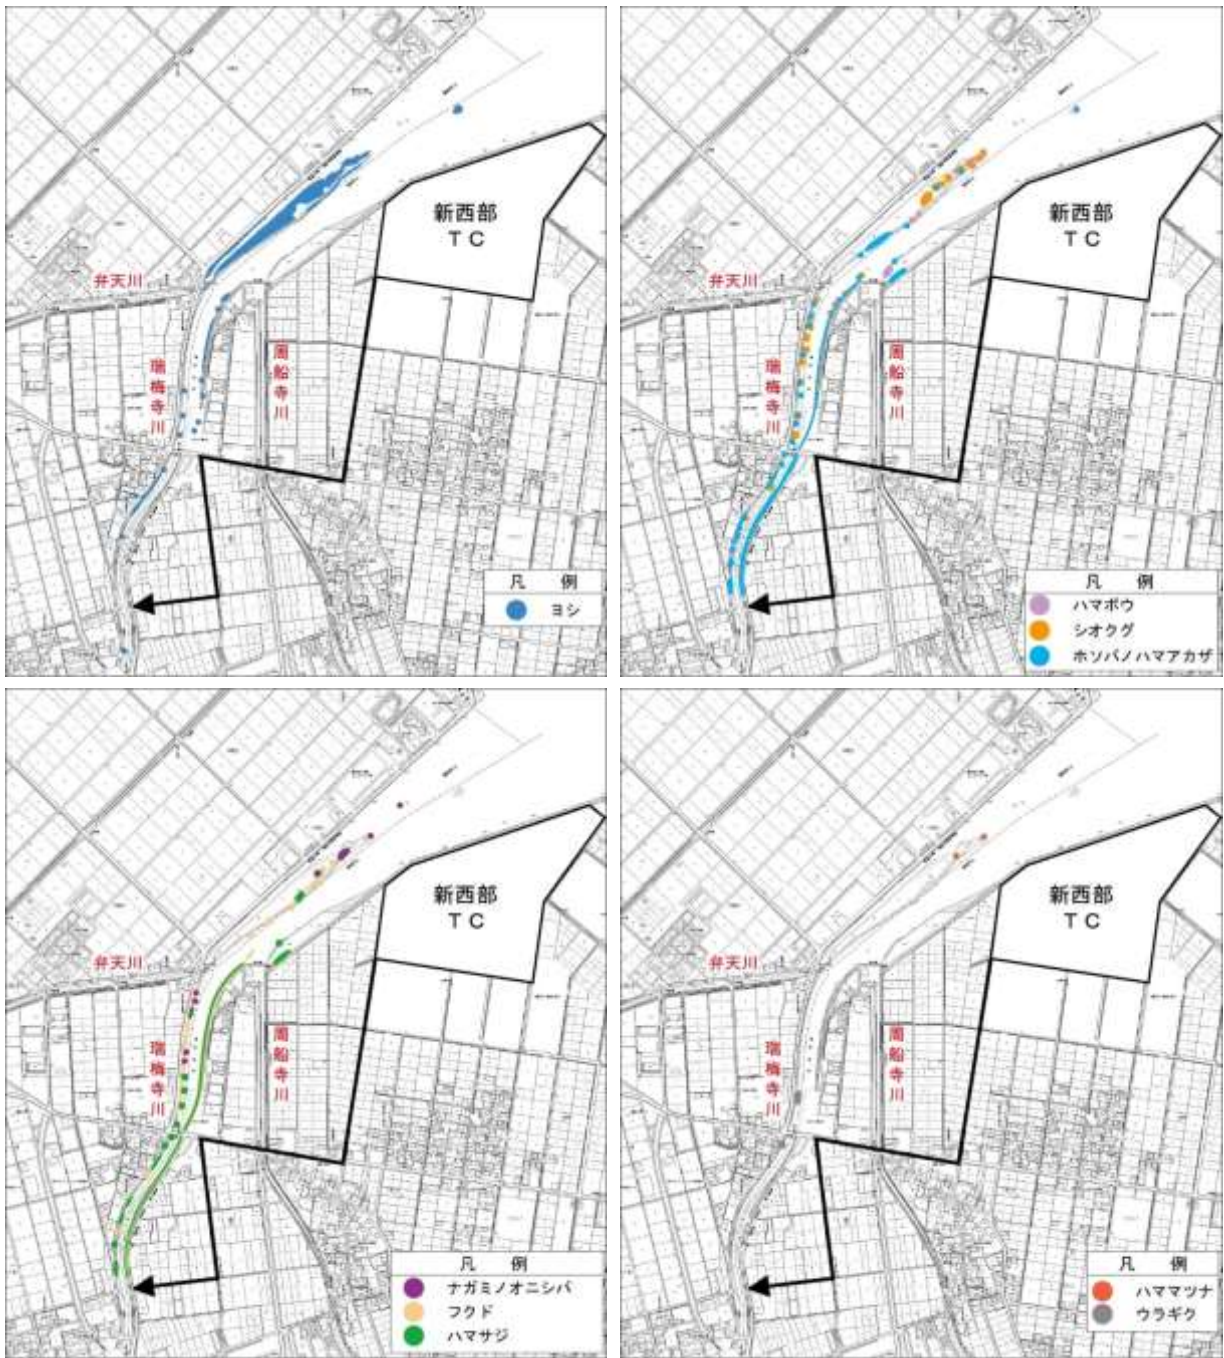 新西部
ＴＣ
弁天川
瑞梅寺川
周船寺川
凡　例
ヨシ
新西部
ＴＣ
弁天川
瑞梅寺川
周船寺川
凡　例
ハマボウ
シオクグ
ホソバノハマアカザ
新西部
ＴＣ
弁天川
瑞梅寺川
周船寺川
凡　例
ナガミノオニシバ
フクド
ハマサジ
新西部
ＴＣ
弁天川
瑞梅寺川
周船寺川
凡　例
ハママツナ
ウラギク